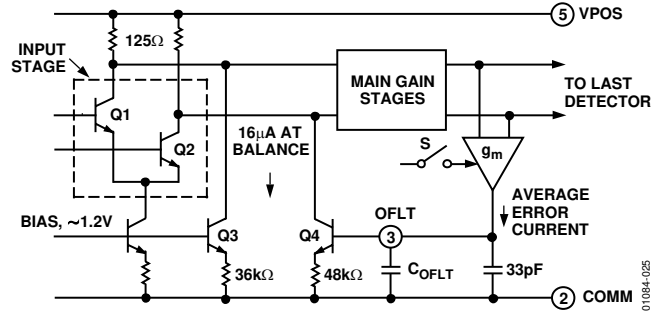 5 VPOS
125Ω
INPUT
STAGE
MAIN GAIN
STAGES
TO LAST
DETECTOR
Q1
Q2
16μA AT
BALANCE
S
gm
AVERAGE
ERROR
CURRENT
BIAS, ~1.2V
OFLT
Q3
Q4
3
36kΩ
48kΩ
COFLT
33pF
2 COMM
01084-025